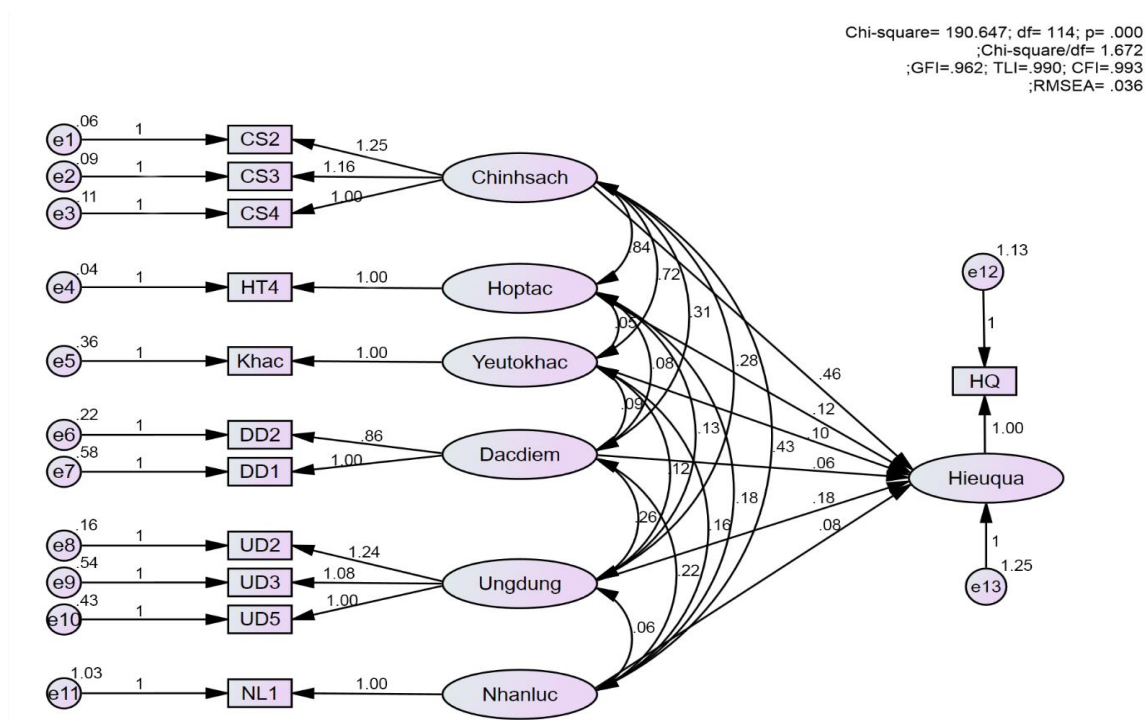 Chi-square= 190.647; df= 114; p= .000
;Chi-square/df= 1.672
;GFI=.962; TLI=.990; CFI=.993
;RMSEA= .036
e1 .06 1 CS2 1.25
e2 .09 1 CS3 1.16 Chinhsach
e3 .11 1 CS4 1.00
.84
.72
e4 .04 1 HT4 1.00 Hoptac
.05
.31
.08
.28
e5 .36 1 Khac 1.00 Yeutokhac
.46
.12
.09
.10
.13
.43
e6 .22 1 DD2 .86
Dacdiem
.06
e7 .58 1 DD1 1.00
.12
.18
.18
.26
.16
.08
.22
e8 .16 1 UD2 1.24
e9 .54 1 UD3 1.08 Ungdung
e10 .43 1 UD5 1.00
.06
e11 1.03 1 NL1 1.00 Nhanluc
e12 1.13
1
HQ
1.00
Hieuqua
1
e13 1.25